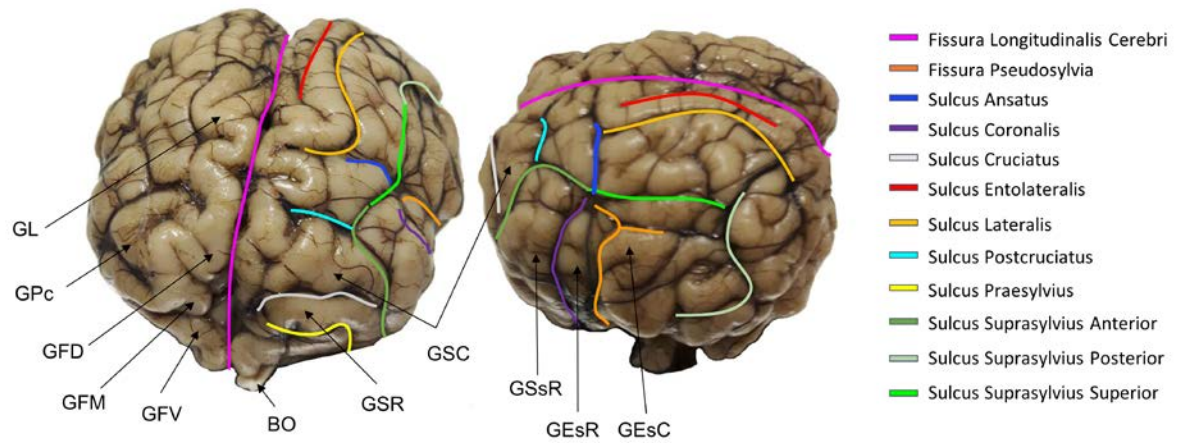 GL
GPc
GFD
GFM
GFV
BO
GSR
GSC
GSsR
GEsR
GEsC
Fissura Longitudinalis Cerebri
Fissura Pseudosylvia
Sulcus Ansatus
Sulcus Coronalis
Sulcus Cruciatus
Sulcus Entolateralis
Sulcus Lateralis
Sulcus Postcruciatus
Sulcus Praesylvius
Sulcus Suprasylvius Anterior
Sulcus Suprasylvius Posterior
Sulcus Suprasylvius Superior